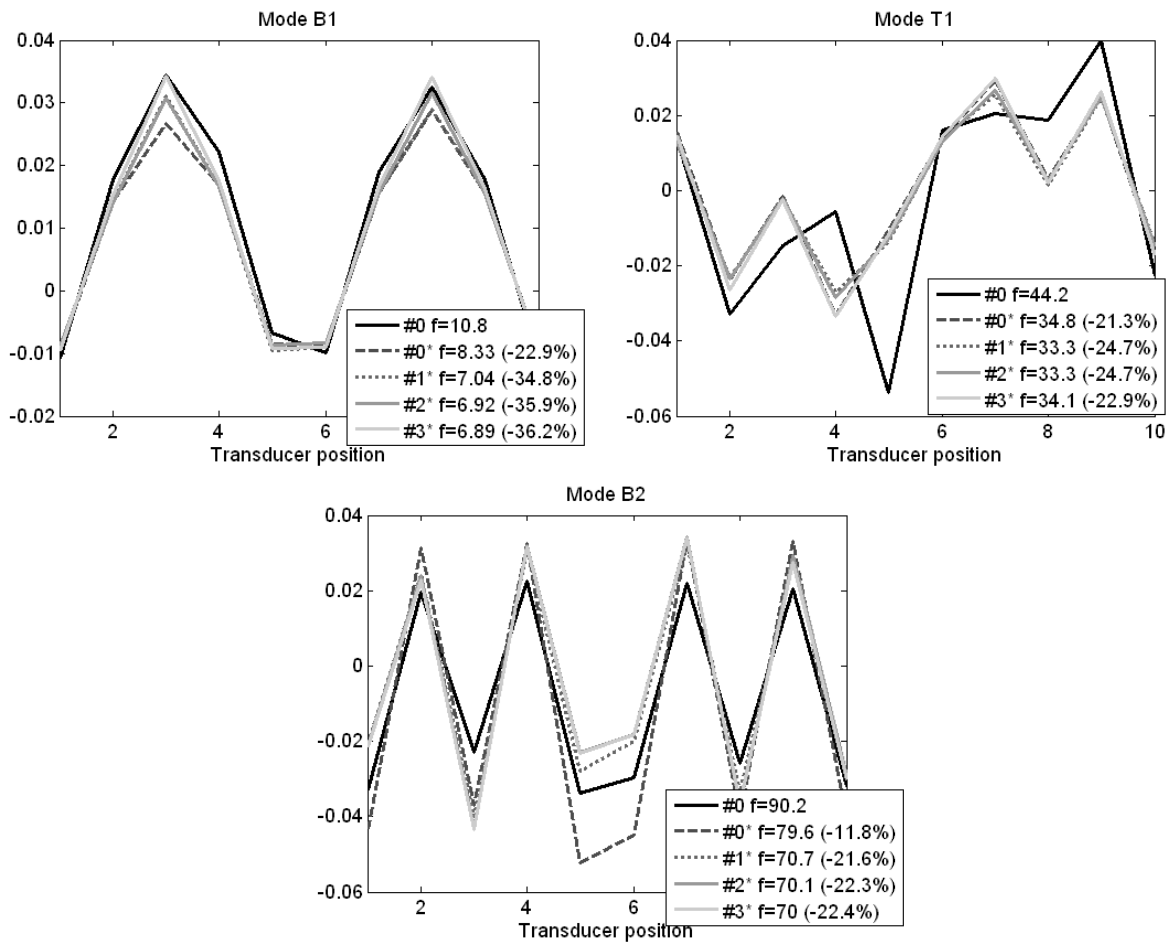 Mode B1
0.04
0.03
0.02
0.01
0
-0.01
-0.02
2
4
6
Transducer position
#0 f=10.8
#0* f=8.33 (-22.9%)
#1* f=7.04 (-34.8%)
#2* f=6.92 (-35.9%)
#3* f=6.89 (-36.2%)
Mode T1
0.04
0.02
0
-0.02
-0.04
-0.06
2
4
6
8
10
Transducer position
#0 f=44.2
#0* f=34.8 (-21.3%)
#1* f=33.3 (-24.7%)
#2* f=33.3 (-24.7%)
#3* f=34.1 (-22.9%)
Mode B2
0.04
0.02
0
-0.02
-0.04
-0.06
2
4
6
Transducer position
#0 f=90.2
#0* f=79.6 (-11.8%)
#1* f=70.7 (-21.6%)
#2* f=70.1 (-22.3%)
#3* f=70 (-22.4%)